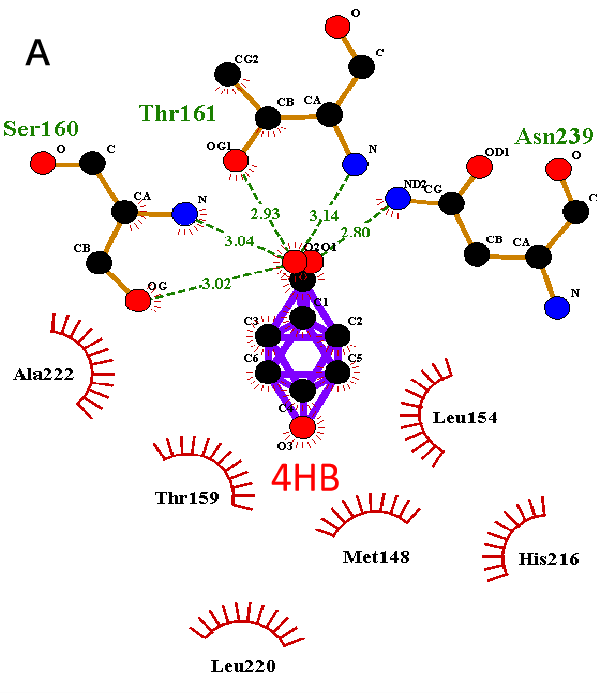 A
O
C
CG2
Thr161
CB
CA
Ser160
Asn239
O
C
OG1
N
OD1
O
ND2
CG
C
CA
N
2.93
3.14
2.80
CB
CA
CB
3.04
O2
O1
OG
3.02
N
C1
C3
C2
C6
C5
Ala222
Leu154
O3
4HB
Thr159
Met148
His216
Leu220